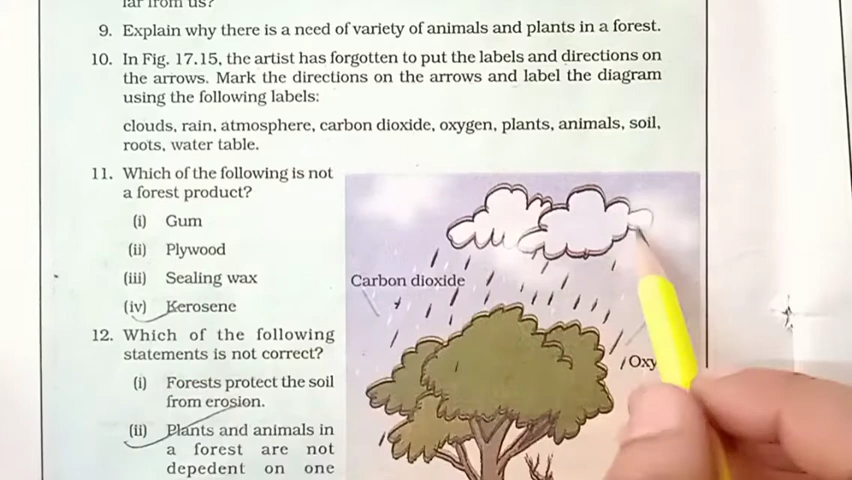 far from us?
9. Explain why there is a need of variety of animals and plants in a forest.
10. In Fig. 17.15, the artist has forgotten to put the labels and directions on
the arrows. Mark the directions on the arrows and label the diagram
using the following labels:
clouds, rain, atmosphere, carbon dioxide, oxygen, plants, animals, soil,
roots, water table.
11. Which of the following is not
a forest product?
(i) Gum
(ii) Plywood
(iii) Sealing wax
(iv) Kerosene
12. Which of the following
statements is not correct?
(i) Forests protect the soil
from erosion.
(ii) Plants and animals in
a forest are not
depedent on one
Carbon dioxide
Oxy